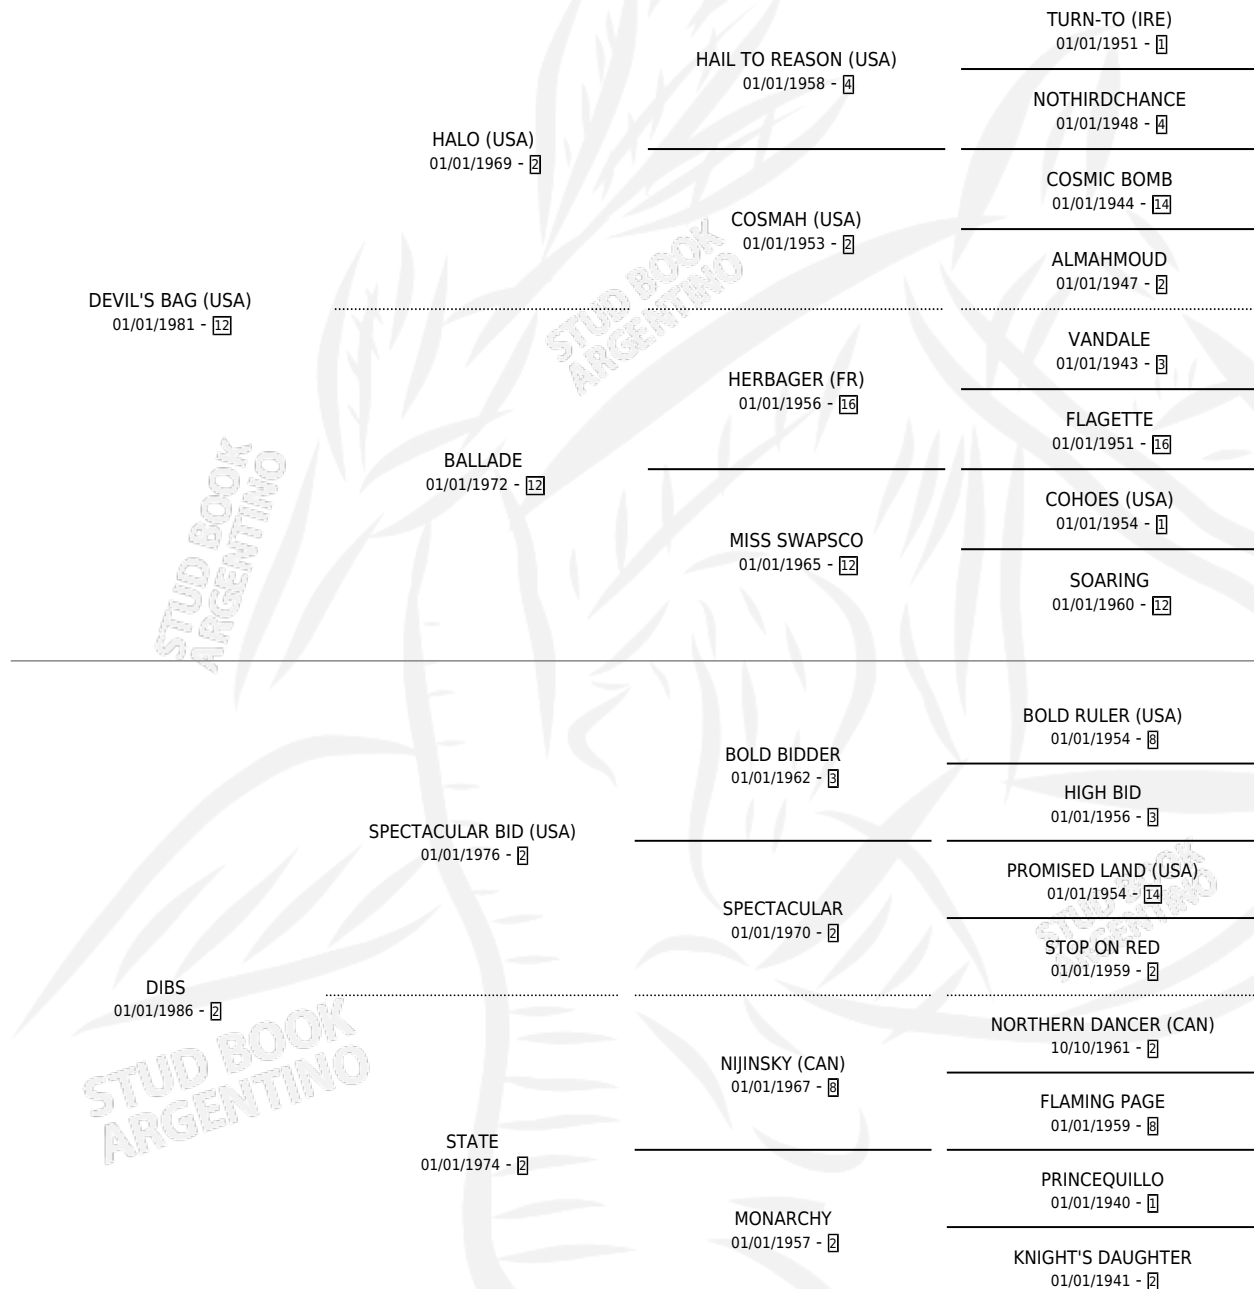 TURN-TO (IRE)
01/01/1951 - 1
HAIL TO REASON (USA)
01/01/1958 - 4
NOTHIRDCHANCE
01/01/1948 - 4
HALO (USA)
01/01/1969 - 2
COSMIC BOMB
01/01/1944 - 14
COSMAH (USA)
01/01/1953 - 2
ALMAHMOUD
01/01/1947 - 2
DEVIL'S BAG (USA)
01/01/1981 - 12
VANDALE
01/01/1943 - 3
HERBAGER (FR)
01/01/1956 - 16
FLAGETTE
01/01/1951 - 16
BALLADE
01/01/1972 - 12
COHOES (USA)
01/01/1954 - 1
MISS SWAPSCO
01/01/1965 - 12
SOARING
01/01/1960 - 12
BOLD RULER (USA)
01/01/1954 - 8
BOLD BIDDER
01/01/1962 - 3
HIGH BID
01/01/1956 - 3
SPECTACULAR BID (USA)
01/01/1976 - 2
PROMISED LAND (USA)
01/01/1954 - 14
SPECTACULAR
01/01/1970 - 2
STOP ON RED
01/01/1959 - 2
DIBS
01/01/1986 - 2
NORTHERN DANCER (CAN)
10/10/1961 - 2
NIJINSKY (CAN)
01/01/1967 - 8
FLAMING PAGE
01/01/1959 - 8
STATE
01/01/1974 - 2
PRINCEQUILLO
01/01/1940 - 1
MONARCHY
01/01/1957 - 2
KNIGHT'S DAUGHTER
01/01/1941 - 2
STUD BOOK
ARGENTINO
STUD BOOK
ARGENTINO
STUD BOOK
ARGENTINO
STUD BOOK
ARGENTINO